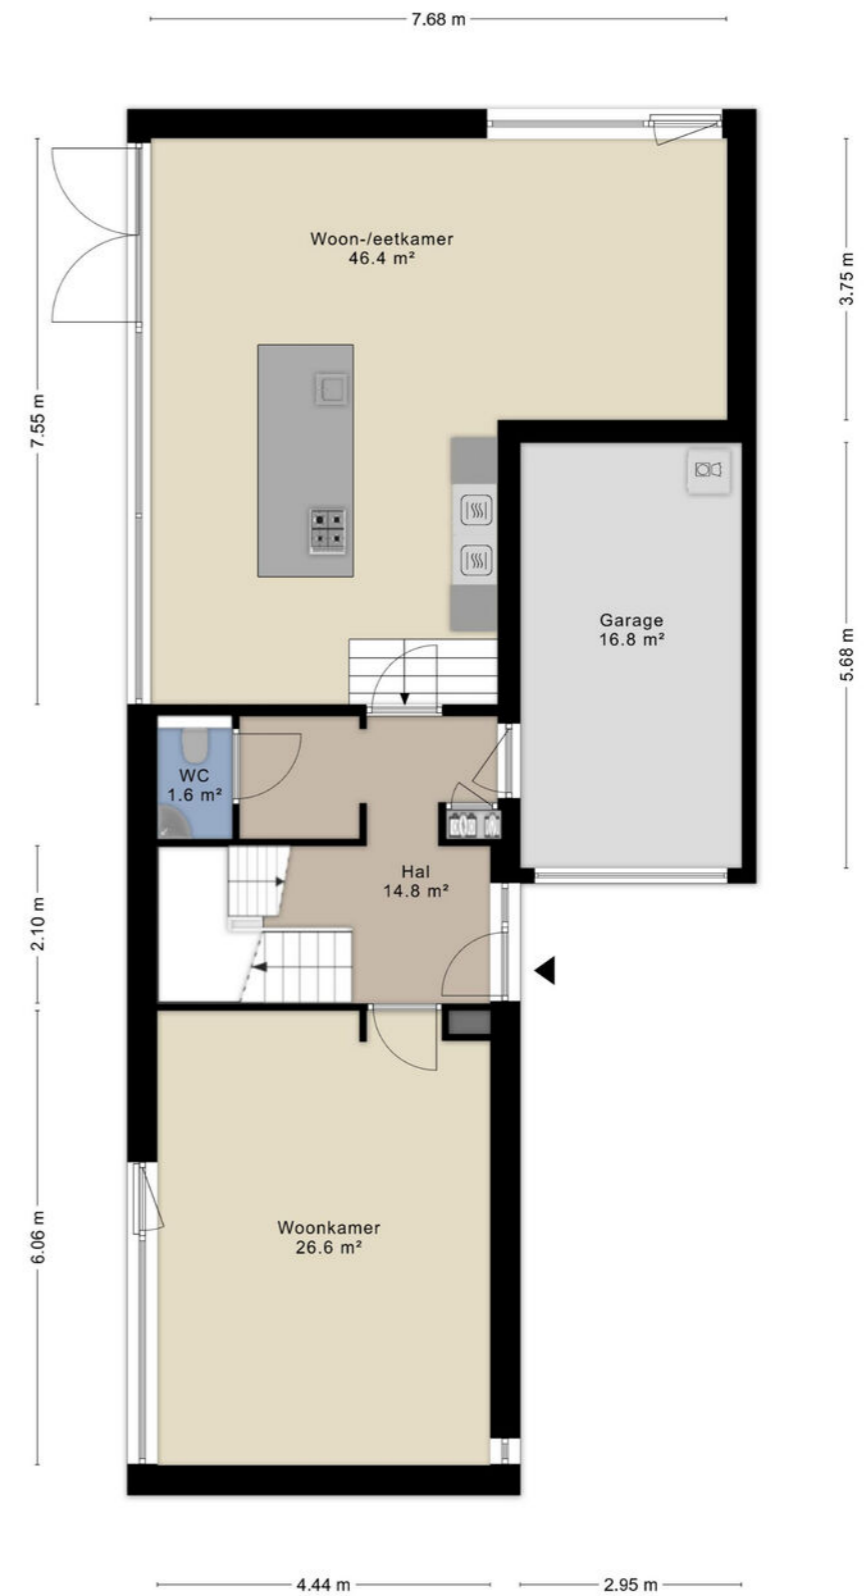 7.68 m
Woon-/eetkamer
46.4 m²
3.75 m
7.55 m
Garage
16.8 m²
5.68 m
WC
1.6 m²
Hal
14.8 m²
2.10 m
Woonkamer
26.6 m²
6.06 m
4.44 m
2.95 m